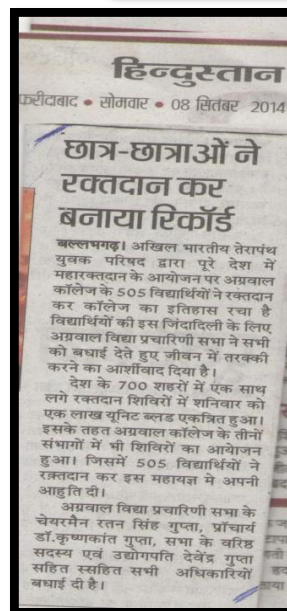 हिन्दुस्तान
फरीदाबाद • सोमवार • 08 सितंबर 2014
छात्र-छात्राओं ने
रक्तदान कर
बनाया रिकॉर्ड
बल्लभगढ़। अखिल भारतीय तेरापंथ
युवक परिषद द्वारा पूरे देश में
महारक्तदान के आयोजन पर अग्रवाल
कॉलेज के 505 विद्यार्थियों ने रक्तदान
कर कॉलेज का इतिहास रचा है
विद्यार्थियों की इस जिंदादिली के लिए
अग्रवाल विद्या प्रचारिणी सभा ने सभी
को बधाई देते हुए जीवन में तरक्की
करने का आर्शीवाद दिया है।
देश के 700 शहरों में एक साथ
लगे रक्तदान शिविरों में शनिवार को
एक लाख यूनिट ब्लड एकत्रित हुआ।
इसके तहत अग्रवाल कॉलेज के तीनों
संभागों में भी शिविरों का आयेाजन
हुआ। जिसमें 505 विद्यार्थियों ने
रक़्तदान कर इस महायज्ञ मे अपनी
आहुति दी।
अग्रवाल विद्या प्रचारिणी सभा के
चेयरमैन रतन सिंह गुप्ता, प्रॉचार्य
डॉ.कृष्णकांत गुप्ता, सभा के वरिष्ठ
सदस्य एवं उद्योगपति देवेंद्र गुप्ता
सहित स्सहित सभी अधिकारियों
बधाई दी है।